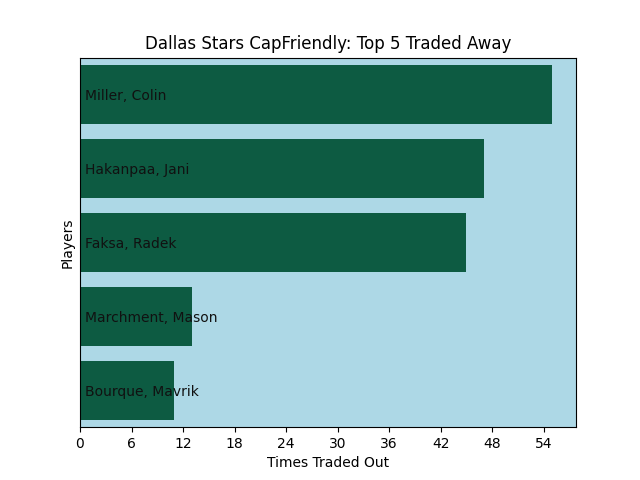 Dallas Stars CapFriendly: Top 5 Traded Away
Players
Miller, Colin
Hakanpaa, Jani
Faksa, Radek
Marchment, Mason
Bourque, Mavrik
0 6 12 18 24 30 36 42 48 54
Times Traded Out